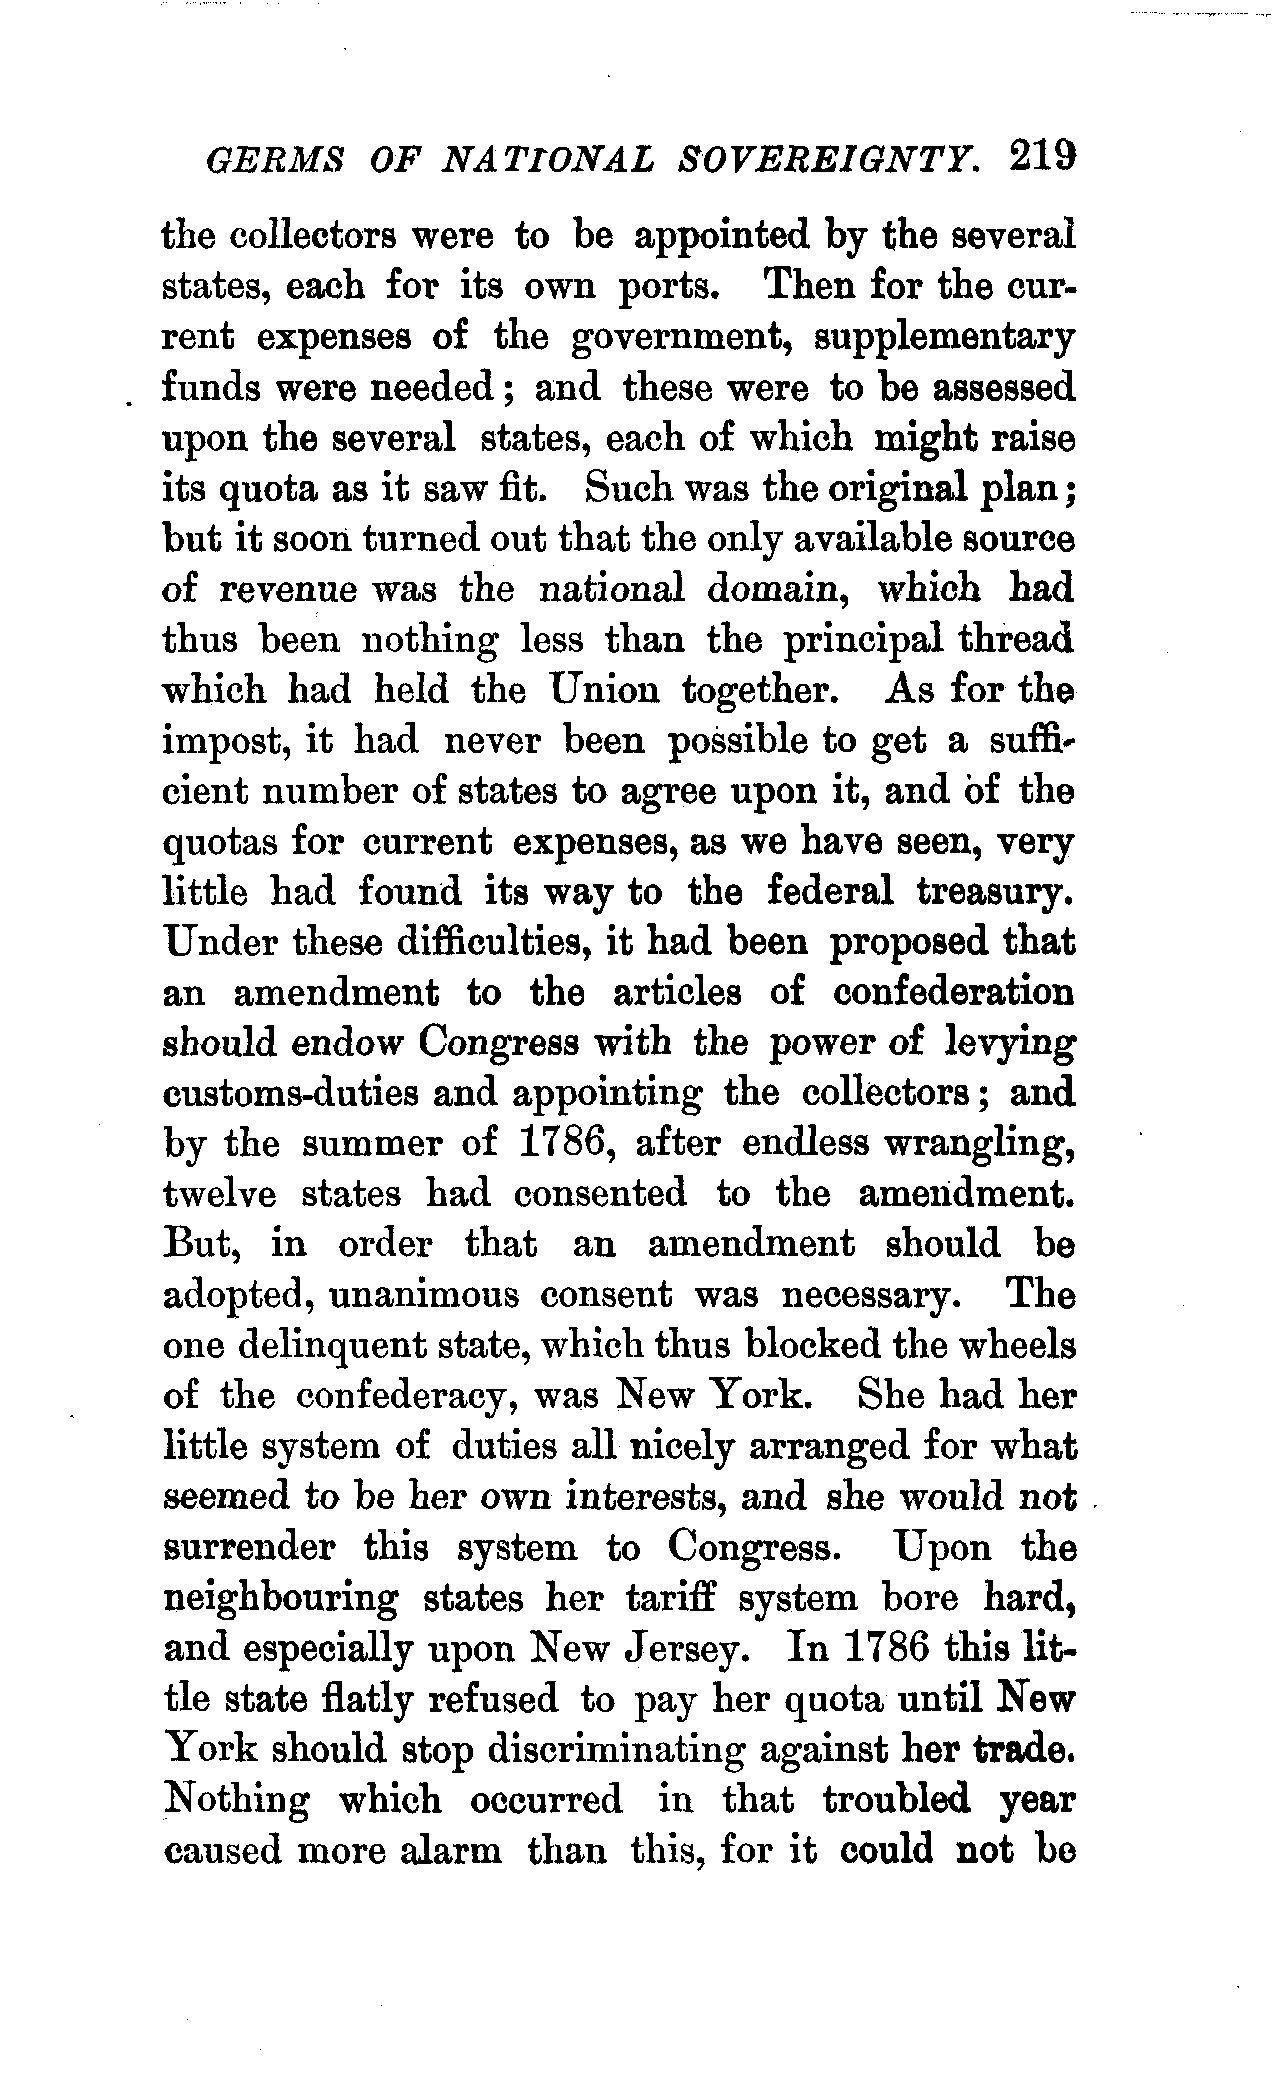 GERMS OF NATIONAL SOVEREIGNTY. 219
the collectors were to be appointed by the several
states, each for its own ports. Then for the cur-
rent expenses of the government, supplementary
funds were needed; and these were to be assessed
upon the several states, each of which might raise
its quota as it saw fit. Such was the original plan;
but it soon turned out that the only available source
of revenue was the national domain, which had
thus been nothing less than the principal thread
which had held the Union together. As for the
impost, it had never been possible to get a suffi-
cient number of states to agree upon it, and of the
quotas for current expenses, as we have seen, very
little had found its way to the federal treasury.
Under these difficulties, it had been proposed that
an amendment to the articles of confederation
should endow Congress with the power of levying
customs-duties and appointing the collectors; and
by the summer of 1786, after endless wrangling,
twelve states had consented to the amendment.
But, in order that an amendment should be
adopted, unanimous consent was necessary. The
one delinquent state, which thus blocked the wheels
of the confederacy, was New York. She had her
little system of duties all nicely arranged for what
seemed to be her own interests, and she would not
surrender this system to Congress. Upon the
neighbouring states her tariff system bore hard,
and especially upon New Jersey. In 1786 this lit-
tle state flatly refused to pay her quota until New
York should stop discriminating against her trade.
Nothing which occurred in that troubled year
caused more alarm than this, for it could not be